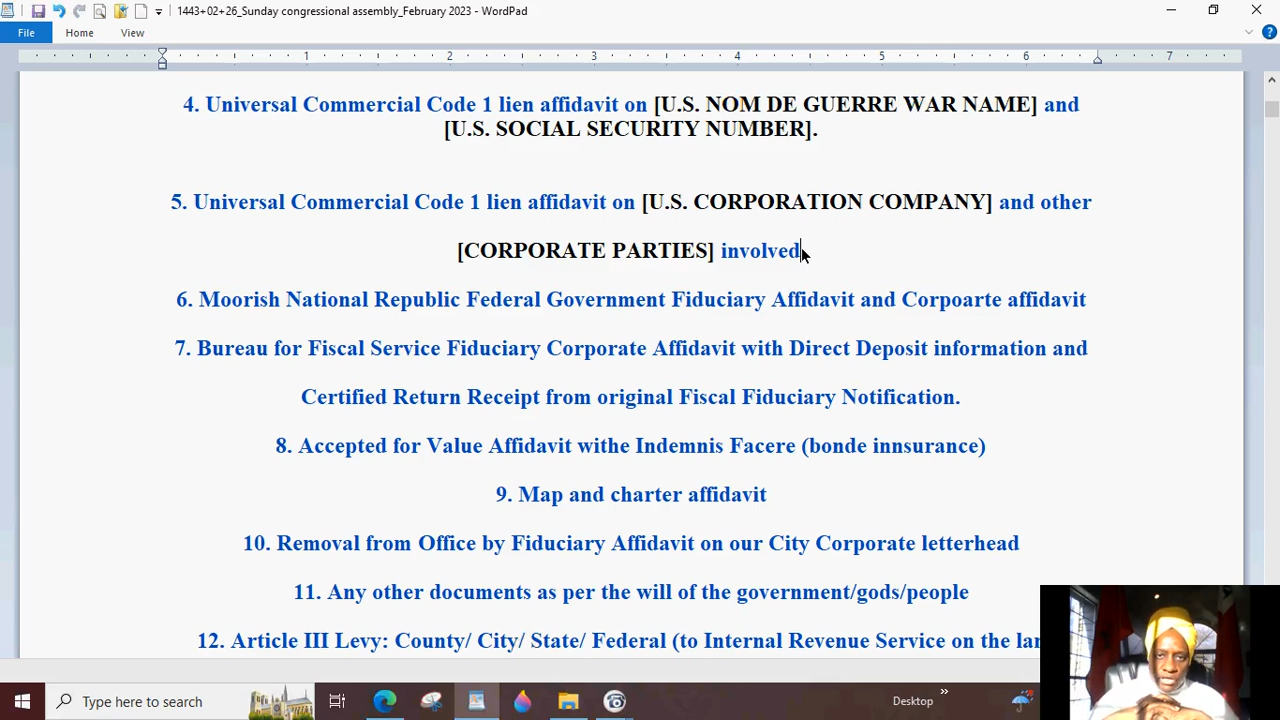 1443+02+26_Sunday congressional assembly_February 2023 - WordPad
File Home View
1 2 3 4 5 6 7
4. Universal Commercial Code 1 lien affidavit on [U.S. NOM DE GUERRE WAR NAME] and
[U.S. SOCIAL SECURITY NUMBER].
5. Universal Commercial Code 1 lien affidavit on [U.S. CORPORATION COMPANY] and other
[CORPORATE PARTIES] involved
6. Moorish National Republic Federal Government Fiduciary Affidavit and Corpoarte affidavit
7. Bureau for Fiscal Service Fiduciary Corporate Affidavit with Direct Deposit information and
Certified Return Receipt from original Fiscal Fiduciary Notification.
8. Accepted for Value Affidavit withe Indemnis Facere (bonde innsurance)
9. Map and charter affidavit
10. Removal from Office by Fiduciary Affidavit on our City Corporate letterhead
11. Any other documents as per the will of the government/gods/people
12. Article III Levy: County/ City/ State/ Federal (to Internal Revenue Service on the
Type here to search
Desktop